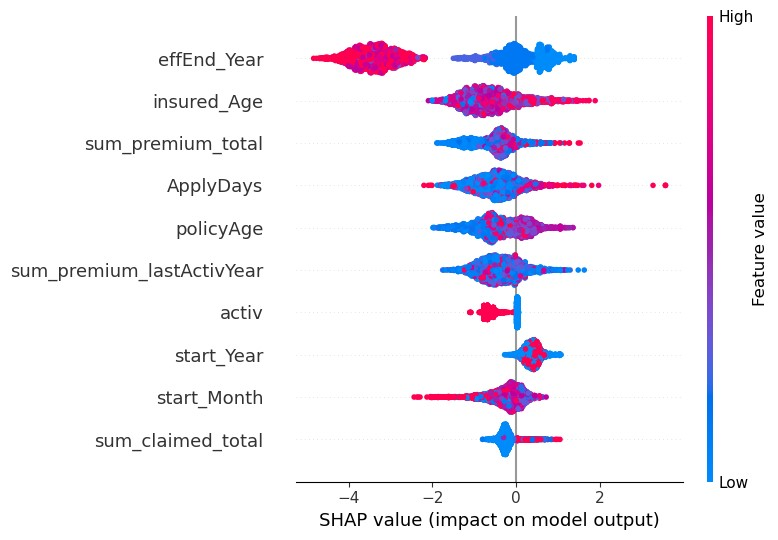 High
effEnd_Year
insured_Age
sum_premium_total
ApplyDays
policyAge
sum_premium_lastActivYear
activ
start_Year
start_Month
sum_claimed_total
Feature value
Low
−4 −2 0 2
SHAP value (impact on model output)